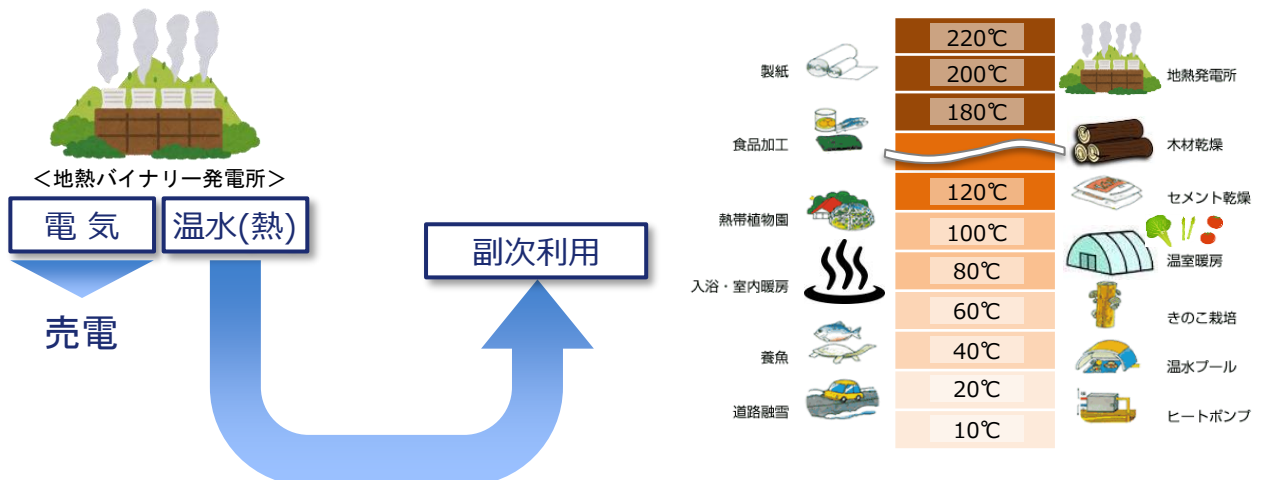 ＜地熱バイナリー発電所＞
電 気
温水(熱)
売電
副次利用
製紙
食品加工
熱帯植物園
入浴・室内暖房
養魚
道路融雪
220℃
200℃
180℃
120℃
100℃
80℃
60℃
40℃
20℃
10℃
地熱発電所
木材乾燥
セメント乾燥
温室暖房
きのこ栽培
温水プール
ヒートポンプ